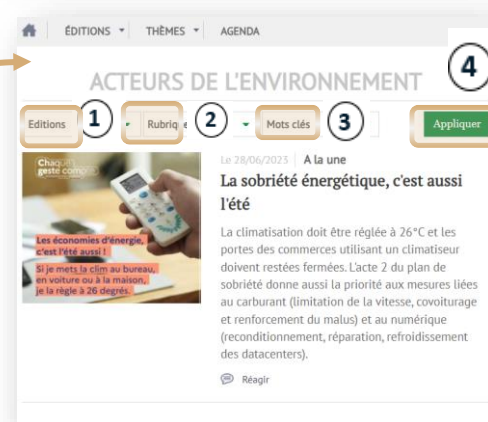 ÉDITIONS THÈMES AGENDA
4
ACTEURS DE L'ENVIRONNEMENT
Editions 1 Rubriq 2 Mots clés 3 Appliquer
Chaque
geste compte
Les économies d'énergie,
c'est l'été aussi !
Si je mets la clim au bureau,
en voiture ou à la maison,
je la règle à 26 degrés.
Le 28/06/2023 A la une
La sobriété énergétique, c'est aussi
l'été
La climatisation doit être réglée à 26°C et les
portes des commerces utilisant un climatiseur
doivent restées fermées. L'acte 2 du plan de
sobriété donne aussi la priorité aux mesures liées
au carburant (limitation de la vitesse, covoiturage
et renforcement du malus) et au numérique
(reconditionnement, réparation, refroidissement
des datacenters).
Réagir